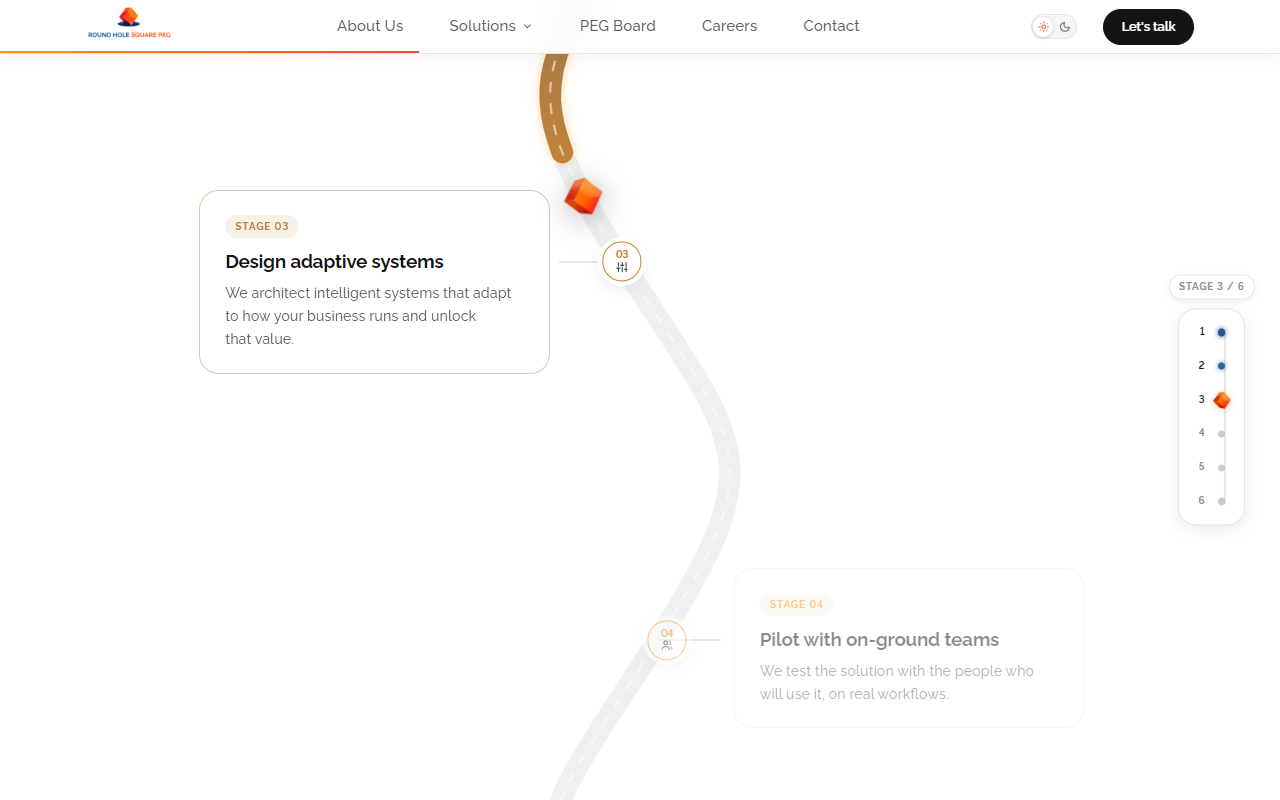 ROUND HOLE SQUARE PEG
About Us
Solutions
PEG Board
Careers
Contact
Let's talk
STAGE 03
Design adaptive systems
We architect intelligent systems that adapt
to how your business runs and unlock
that value.
03
STAGE 3 / 6
1
2
3
4
5
6
04
STAGE 04
Pilot with on-ground teams
We test the solution with the people who
will use it, on real workflows.